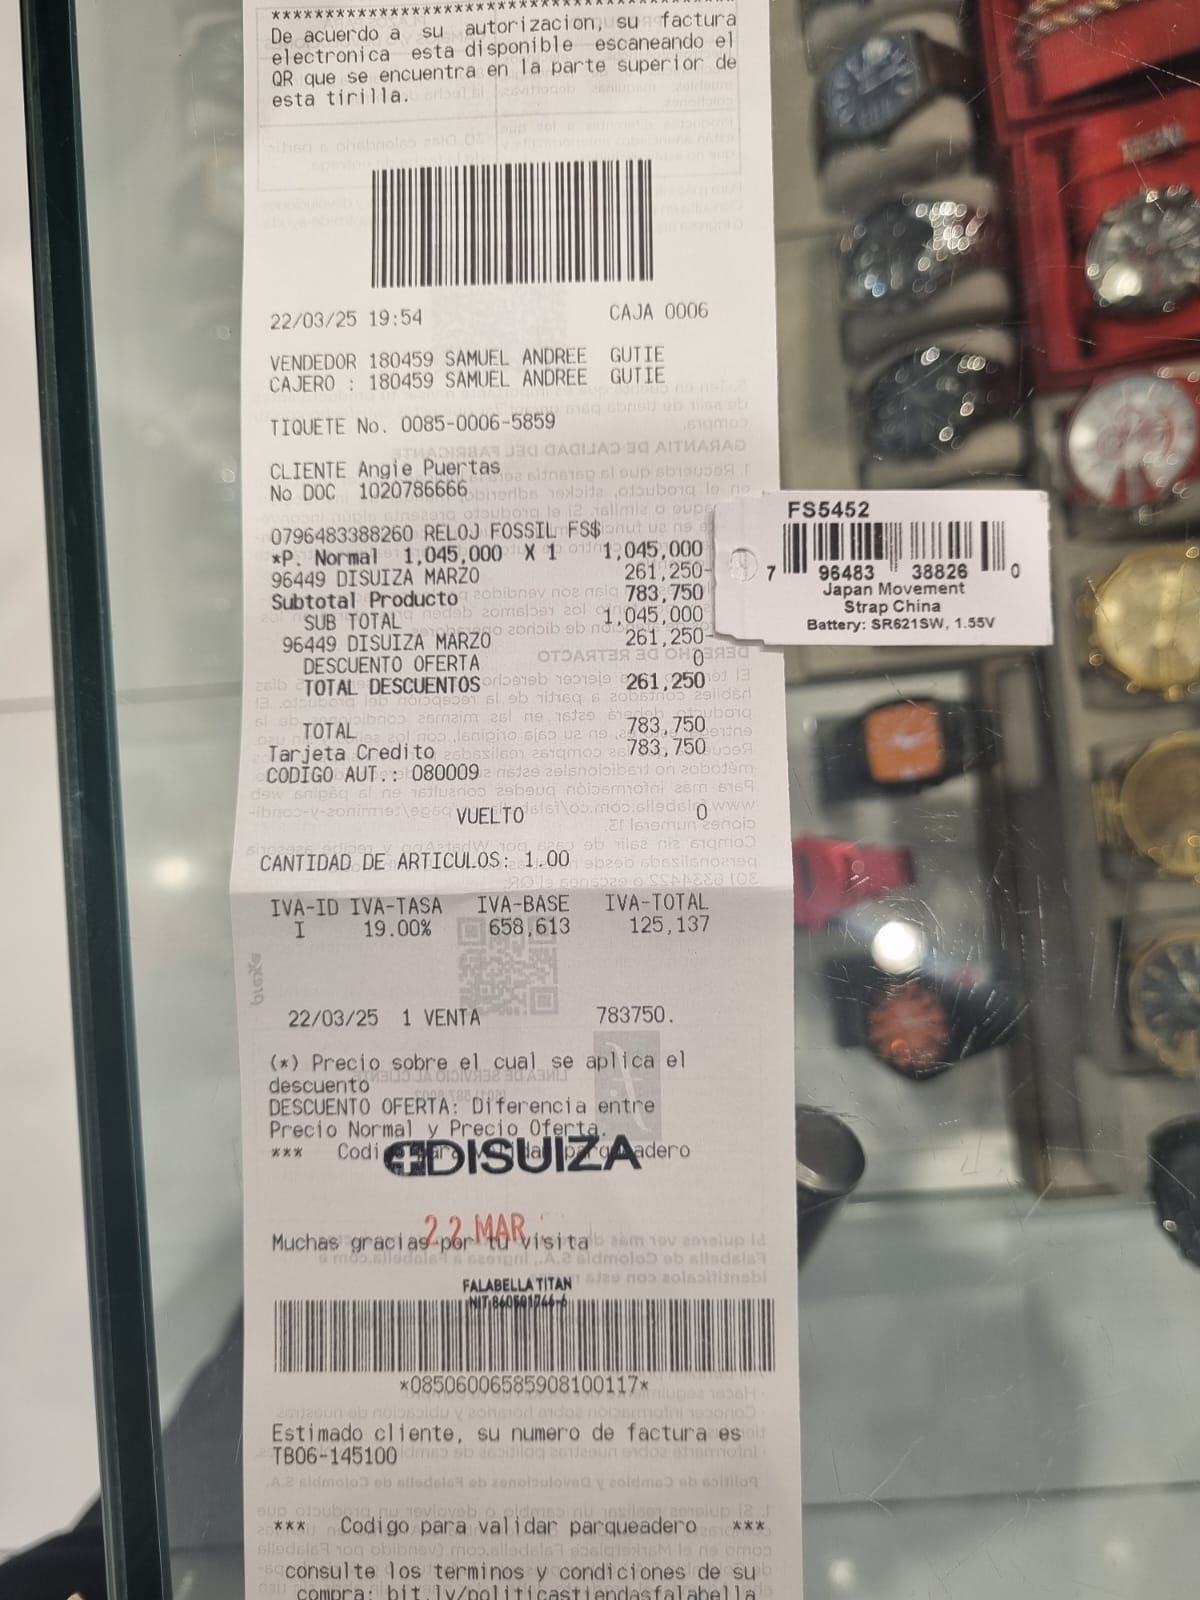 ****************************************
De acuerdo a su autorizacion, su factura
electronica esta disponible escaneando el
QR que se encuentra en la parte superior de
esta tirilla.
22/03/25 19:54 CAJA 0006
VENDEDOR 180459 SAMUEL ANDREE GUTIE
CAJERO : 180459 SAMUEL ANDREE GUTIE
TIQUETE No. 0085-0006-5859
CLIENTE Angie Puertas
No DOC 1020786666
0796483388260 RELOJ FOSSIL FS$
*P. Normal 1,045,000 X 1 1,045,000
96449 DISUIZA MARZO 261,250-
Subtotal Producto 783,750
SUB TOTAL 1,045,000
96449 DISUIZA MARZO 261,250-
DESCUENTO OFERTA 0
TOTAL DESCUENTOS 261,250
TOTAL 783,750
Tarjeta Credito 783,750
CODIGO AUT.: 080009
VUELTO 0
CANTIDAD DE ARTICULOS: 1.00
IVA-ID IVA-TASA IVA-BASE IVA-TOTAL
I 19.00% 658,613 125,137
22/03/25 1 VENTA 783750.
(*) Precio sobre el cual se aplica el
descuento
DESCUENTO OFERTA: Diferencia entre
Precio Normal y Precio Oferta.
*** Codi parqueadero
DISUIZA
22 MAR
Muchas gracias por tu visita
FALABELLA TITAN
NIT
*08506006585908100117*
Estimado cliente, su numero de factura es
TB06-145100
*** Codigo para validar parqueadero ***
consulte los terminos y condiciones de su
compra: bit.ly/politicastiendasfalabella
FS5452
7 96483 38826 0
Japan Movement
Strap China
Battery: SR621SW, 1.55V